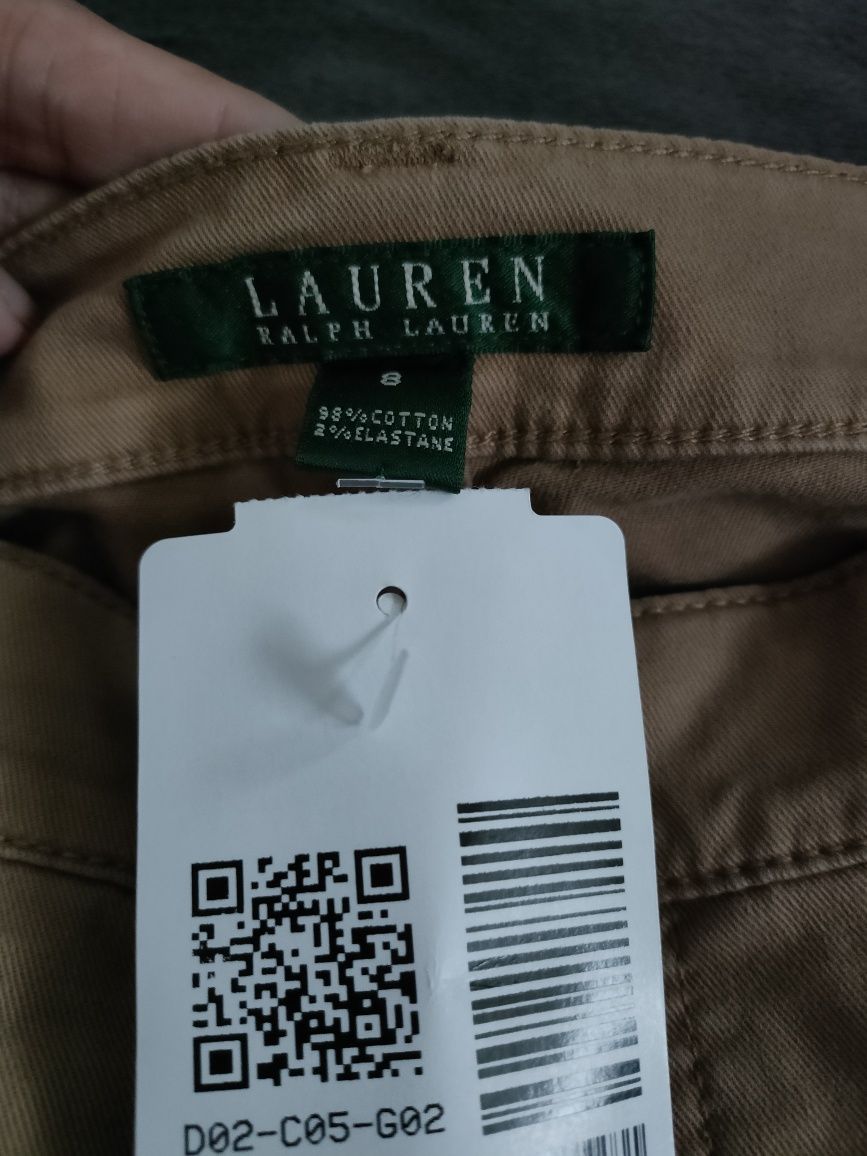 LAUREN
RALPH LAUREN
8
98%COTTON
2%ELASTANE
D02-C05-G02